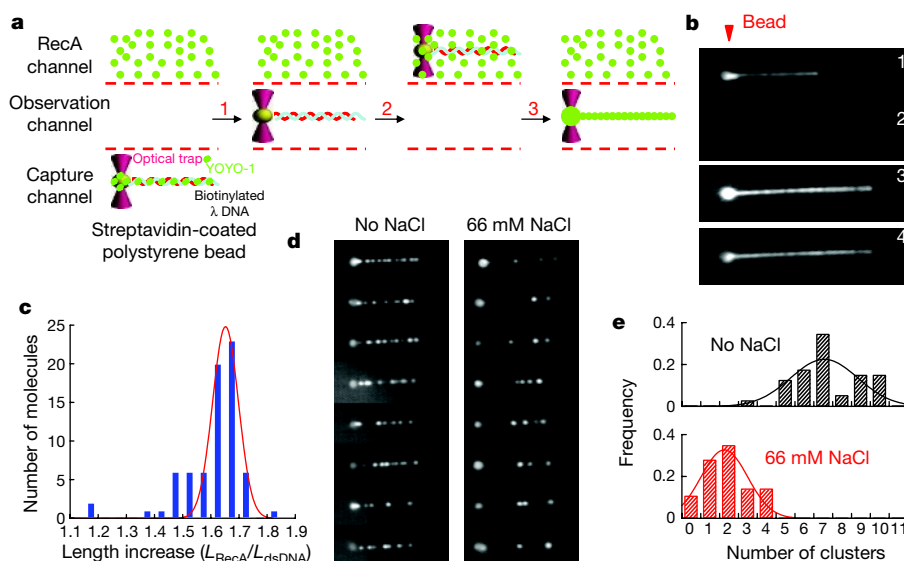 a
RecA
channel
Observation
channel
1
2
3
Optical trap
YOYO-1
Capture
channel
Biotinylated
λ DNA
Streptavidin-coated
polystyrene bead
b
Bead
1
2
3
4
c
Number of molecules
25
20
15
10
5
0
1.1 1.2 1.3 1.4 1.5 1.6 1.7 1.8 1.9
Length increase (L_RecA/L_dsDNA)
d
No NaCl 66 mM NaCl
e
Frequency
0.4
0.2
0
No NaCl
0.4
0.2
0
66 mM NaCl
0 1 2 3 4 5 6 7 8 9 10 11
Number of clusters